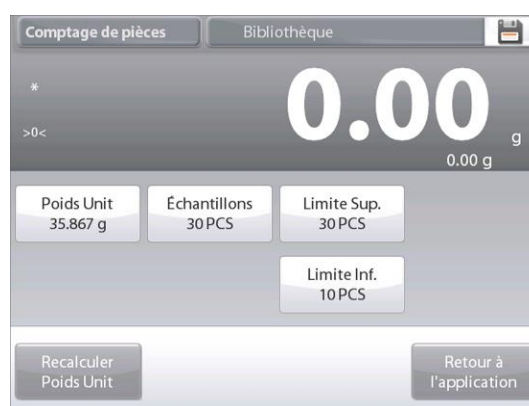 Comptage de pièces
Bibliothèque
*
>0<
0.00 g
0.00 g
Poids Unit
35.867 g
Échantillons
30 PCS
Limite Sup.
30 PCS
Limite Inf.
10 PCS
Recalculer
Poids Unit
Retour à
l'application